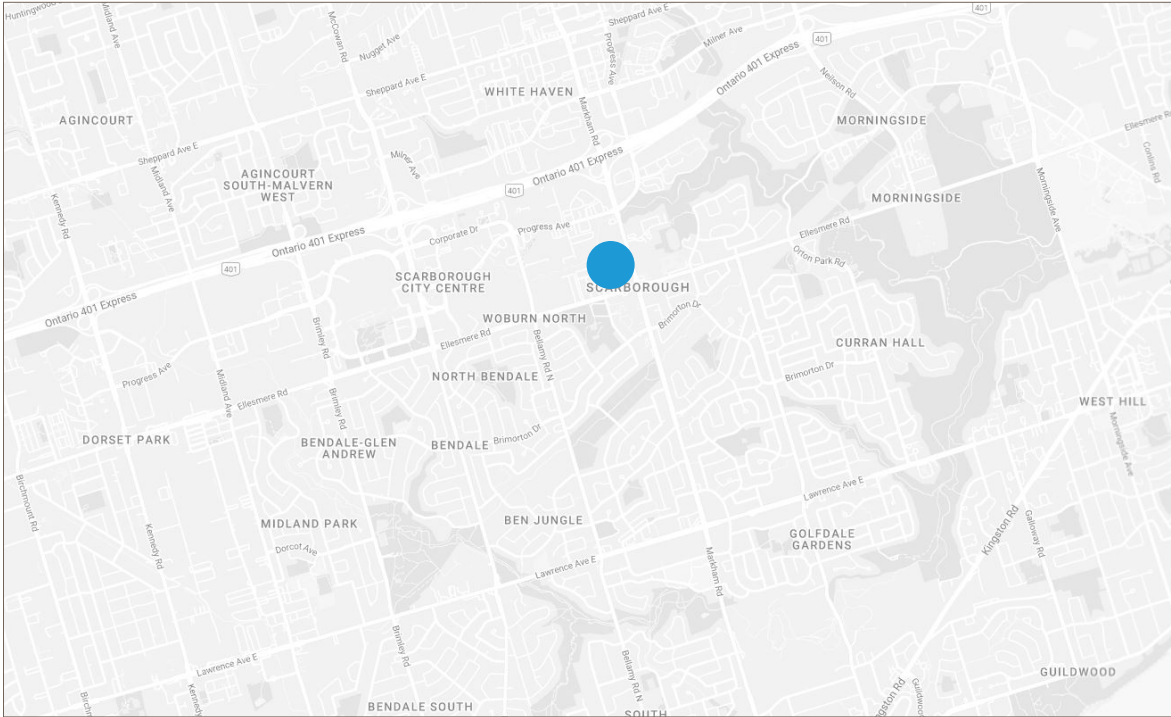 Huntingwood
Midland Ave
McCowan Rd
Nugget Ave
Sheppard Ave E
Progress Ave
Sheppard Ave E
Milner Ave
401
401
Ontario 401 Express
Neilson Rd
WHITE HAVEN
Markham Rd
AGINCOURT
MORNINGSIDE
Ellesmere Rd
Conlins Rd
Sheppard Ave E
Milner Ave
Ontario 401 Express
401
AGINCOURT
SOUTH-MALVERN
WEST
Midland Ave
Kennedy Rd
MORNINGSIDE
Morningside Ave
Ellesmere Rd
Progress Ave
Corporate Dr
Ontario 401 Express
401
Orton Park Rd
SCARBOROUGH
CITY CENTRE
SCARBOROUGH
Ontario 401 Express
WOBURN NORTH
Brimorton Dr
Brimley Rd
Ellesmere Rd
Bellamy Rd N
CURRAN HALL
Progress Ave
Midland Ave
NORTH BENDALE
Brimorton Dr
Ellesmere Rd
Brimley Rd
WEST HILL
DORSET PARK
BENDALE-GLEN
ANDREW
BENDALE
Brimorton Dr
Morningside Ave
Birchmount Rd
Lawrence Ave E
MIDLAND PARK
BEN JUNGLE
GOLFDALE
GARDENS
Kennedy Rd
Dorcot Ave
Kingston Rd
Galloway Rd
Lawrence Ave E
Markham Rd
Brimley Rd
Lawrence Ave E
Bellamy Rd N
GUILDWOOD
Kennedy
Birchm
BENDALE SOUTH
SOUTH
gston Rd
Guildwood